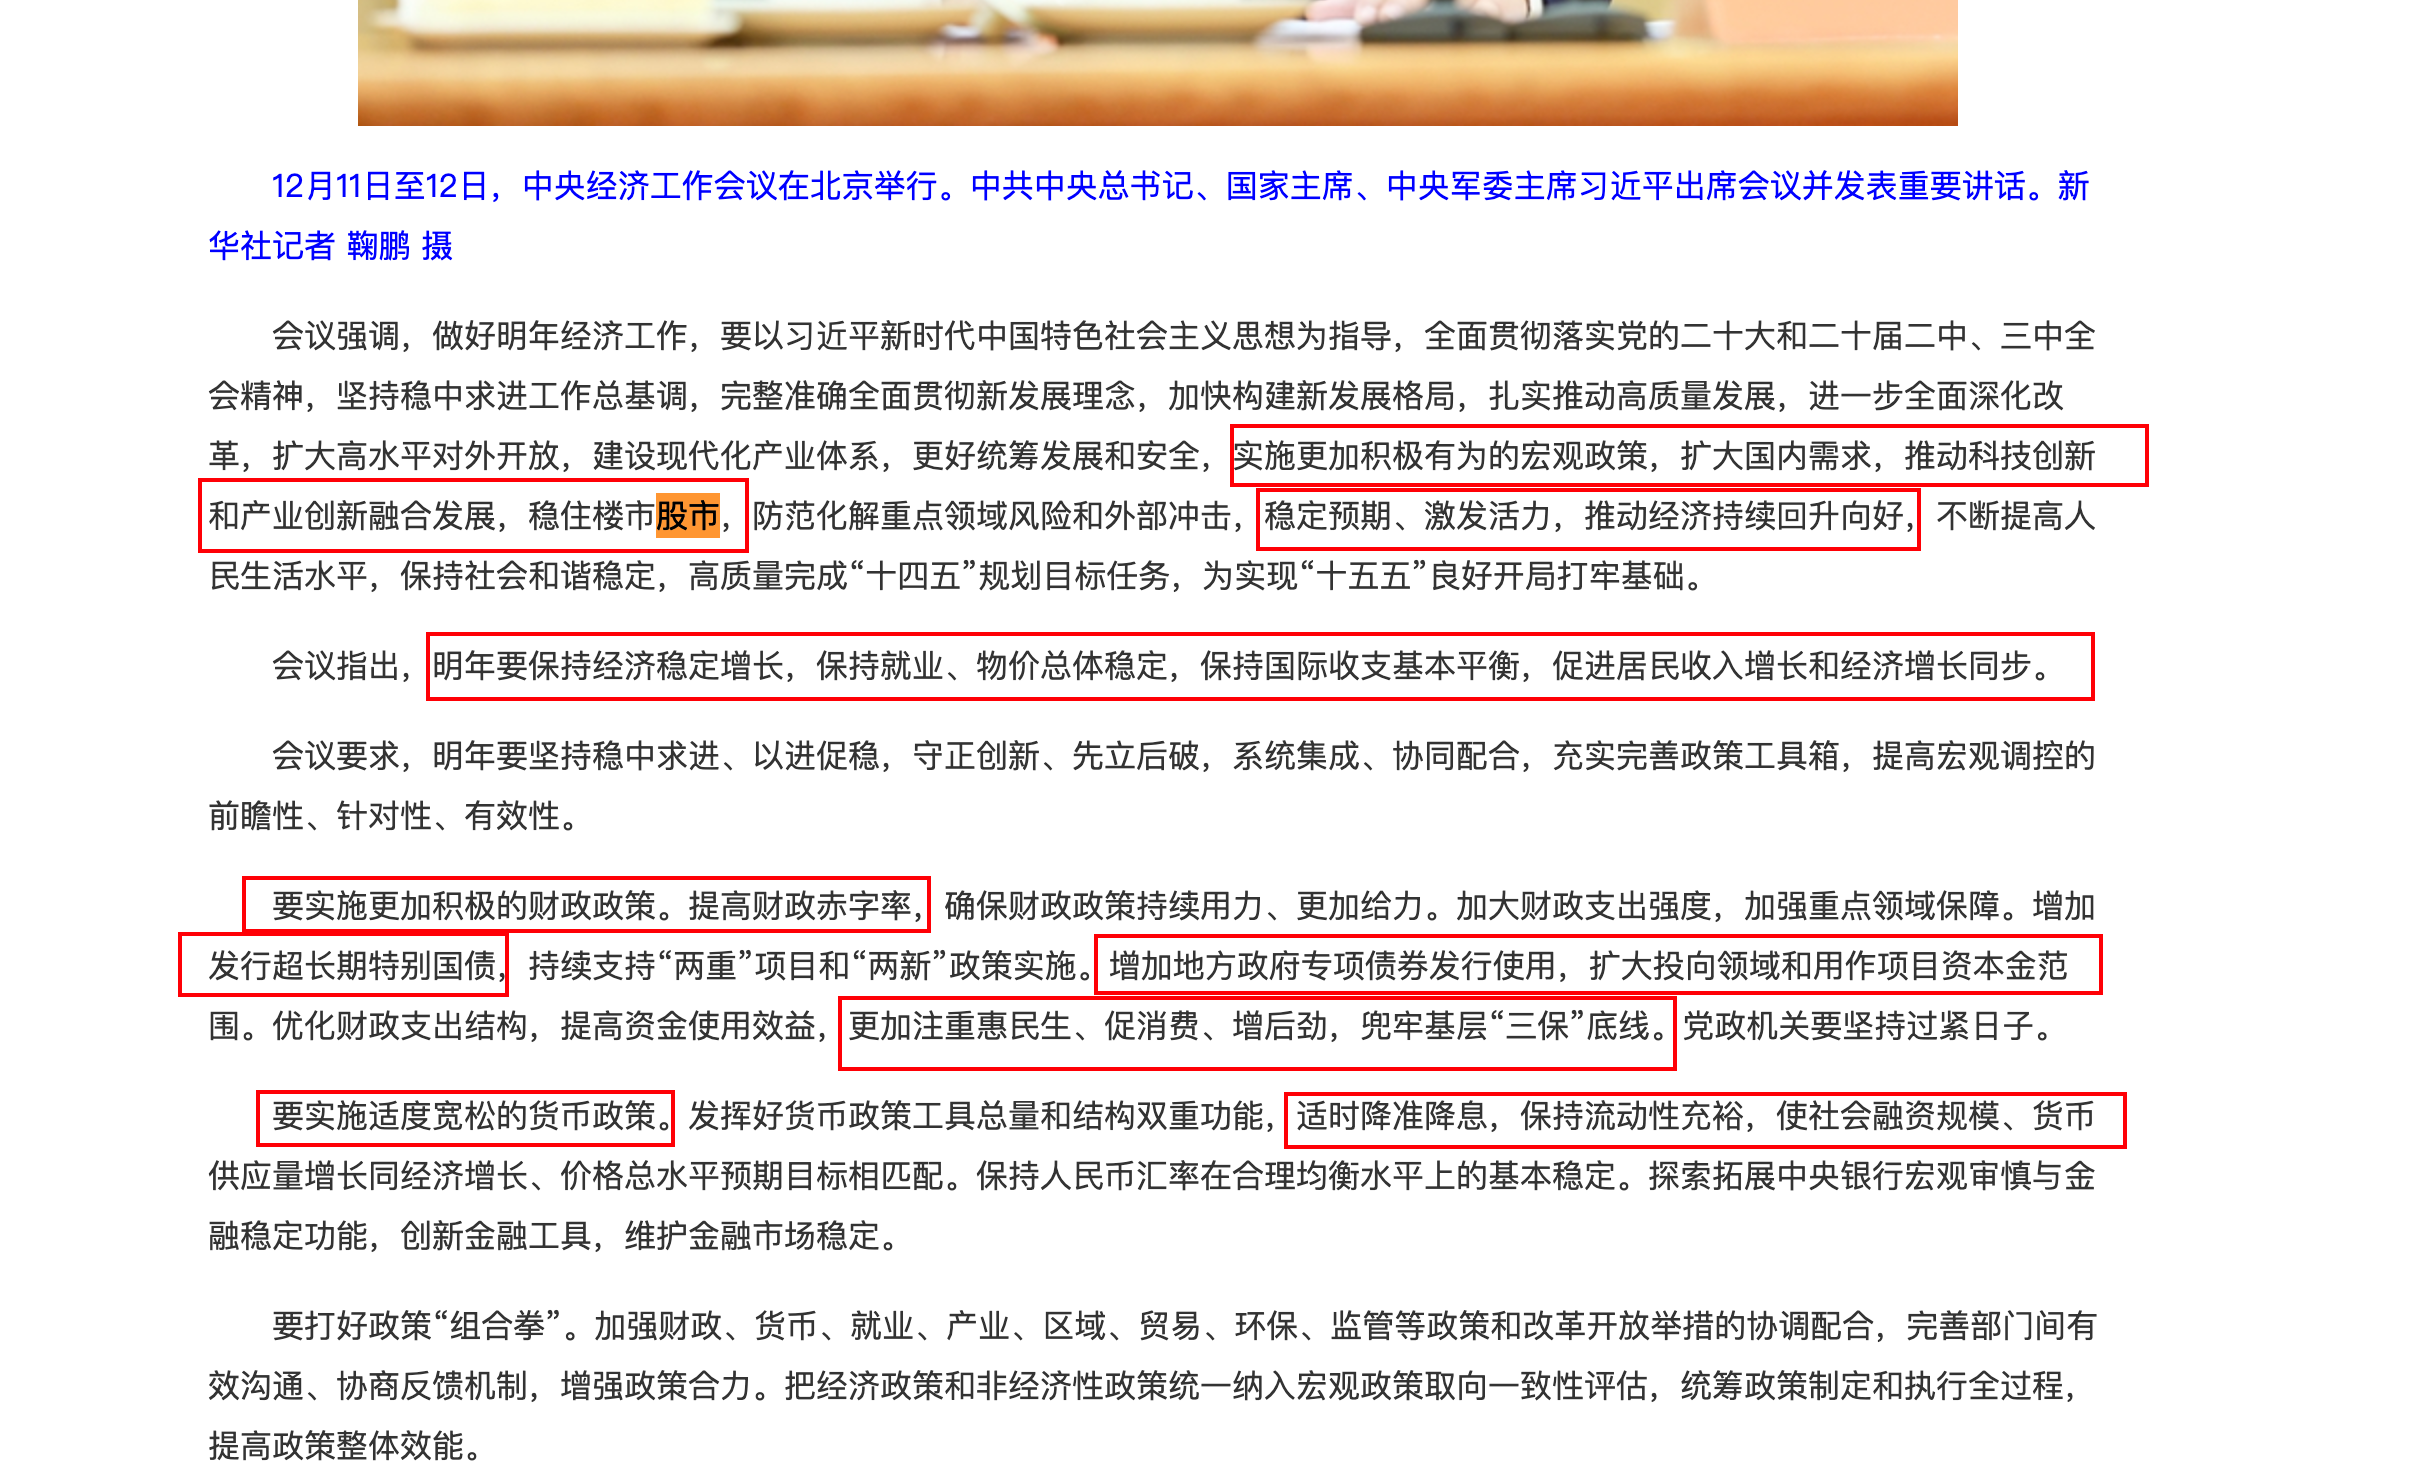 12月11日至12日，中央经济工作会议在北京举行。中共中央总书记、国家主席、中央军委主席习近平出席会议并发表重要讲话。新
华社记者 鞠鹏 摄
会议强调，做好明年经济工作，要以习近平新时代中国特色社会主义思想为指导，全面贯彻落实党的二十大和二十届二中、三中全
会精神，坚持稳中求进工作总基调，完整准确全面贯彻新发展理念，加快构建新发展格局，扎实推动高质量发展，进一步全面深化改
革，扩大高水平对外开放，建设现代化产业体系，更好统筹发展和安全，实施更加积极有为的宏观政策，扩大国内需求，推动科技创新
和产业创新融合发展，稳住楼市股市，防范化解重点领域风险和外部冲击，稳定预期、激发活力，推动经济持续回升向好，不断提高人
民生活水平，保持社会和谐稳定，高质量完成“十四五”规划目标任务，为实现“十五五”良好开局打牢基础。
会议指出，明年要保持经济稳定增长，保持就业、物价总体稳定，保持国际收支基本平衡，促进居民收入增长和经济增长同步。
会议要求，明年要坚持稳中求进、以进促稳，守正创新、先立后破，系统集成、协同配合，充实完善政策工具箱，提高宏观调控的
前瞻性、针对性、有效性。
要实施更加积极的财政政策。提高财政赤字率，确保财政政策持续用力、更加给力。加大财政支出强度，加强重点领域保障。增加
发行超长期特别国债，持续支持“两重”项目和“两新”政策实施。增加地方政府专项债券发行使用，扩大投向领域和用作项目资本金范
围。优化财政支出结构，提高资金使用效益，更加注重惠民生、促消费、增后劲，兜牢基层“三保”底线。党政机关要坚持过紧日子。
要实施适度宽松的货币政策。发挥好货币政策工具总量和结构双重功能，适时降准降息，保持流动性充裕，使社会融资规模、货币
供应量增长同经济增长、价格总水平预期目标相匹配。保持人民币汇率在合理均衡水平上的基本稳定。探索拓展中央银行宏观审慎与金
融稳定功能，创新金融工具，维护金融市场稳定。
要打好政策“组合拳”。加强财政、货币、就业、产业、区域、贸易、环保、监管等政策和改革开放举措的协调配合，完善部门间有
效沟通、协商反馈机制，增强政策合力。把经济政策和非经济性政策统一纳入宏观政策取向一致性评估，统筹政策制定和执行全过程，
提高政策整体效能。